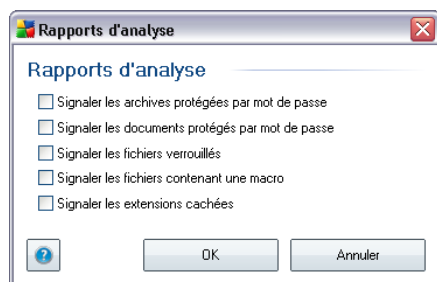 Rapports d'analyse
Rapports d'analyse
Signaler les archives protégées par mot de passe
Signaler les documents protégés par mot de passe
Signaler les fichiers verrouillés
Signaler les fichiers contenant une macro
Signaler les extensions cachées
?
OK
Annuler